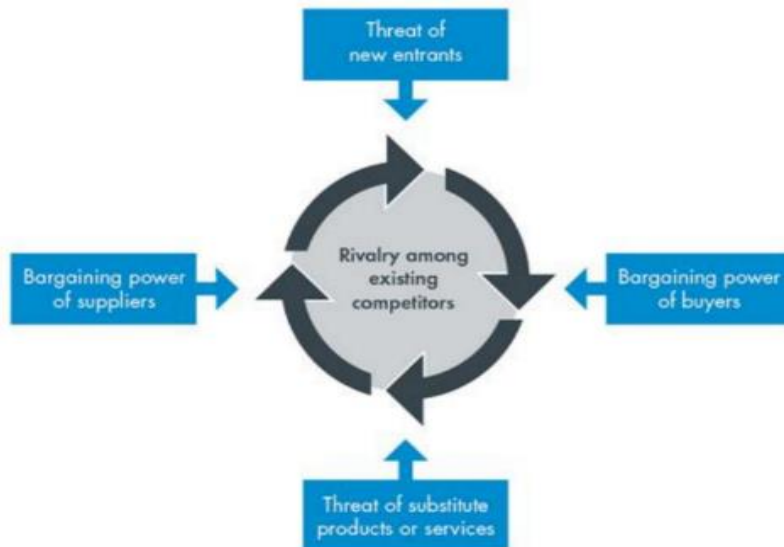 Threat of
new entrants
Bargaining power
of suppliers
Rivalry among
existing
competitors
Bargaining power
of buyers
Threat of substitute
products or services